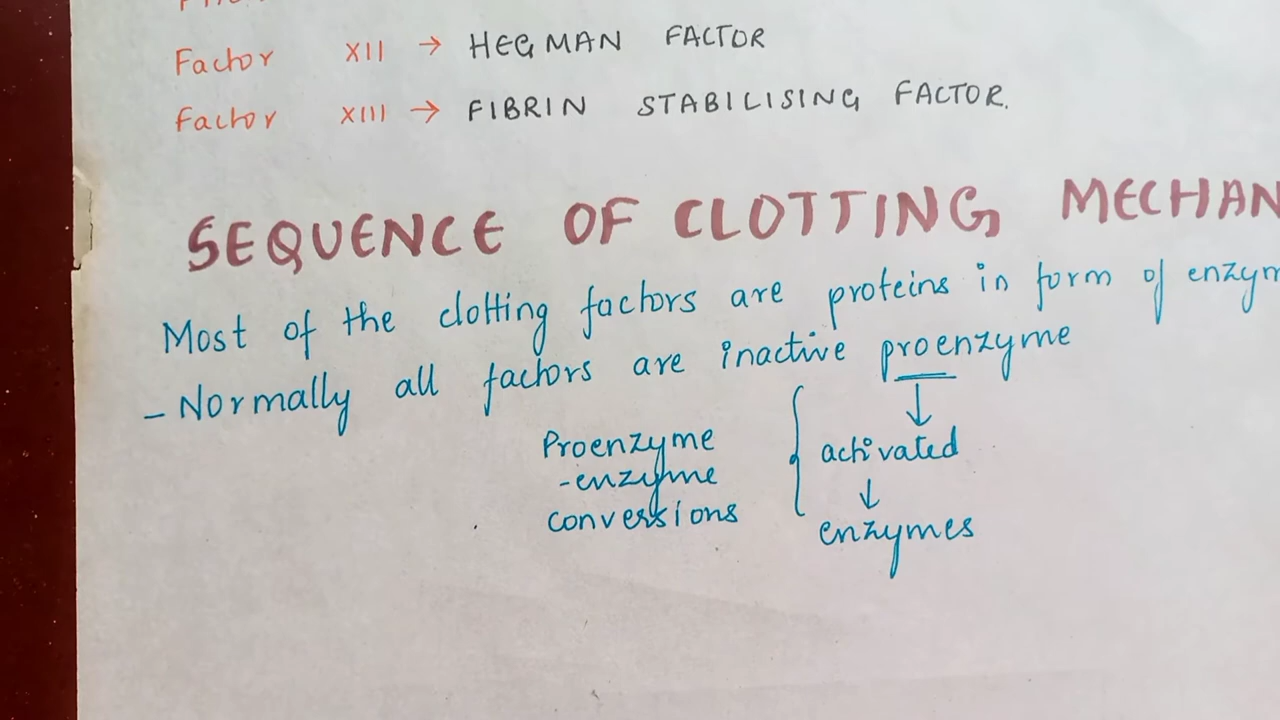 Factor XII → HEGMAN FACTOR
Factor XIII → FIBRIN STABILISING FACTOR.
SEQUENCE OF CLOTTING MECHAN
Most of the clotting factors are proteins in form of enzym
- Normally all factors are inactive proenzyme
↓
Proenzyme
-enzyme
conversions
activated
↓
enzymes